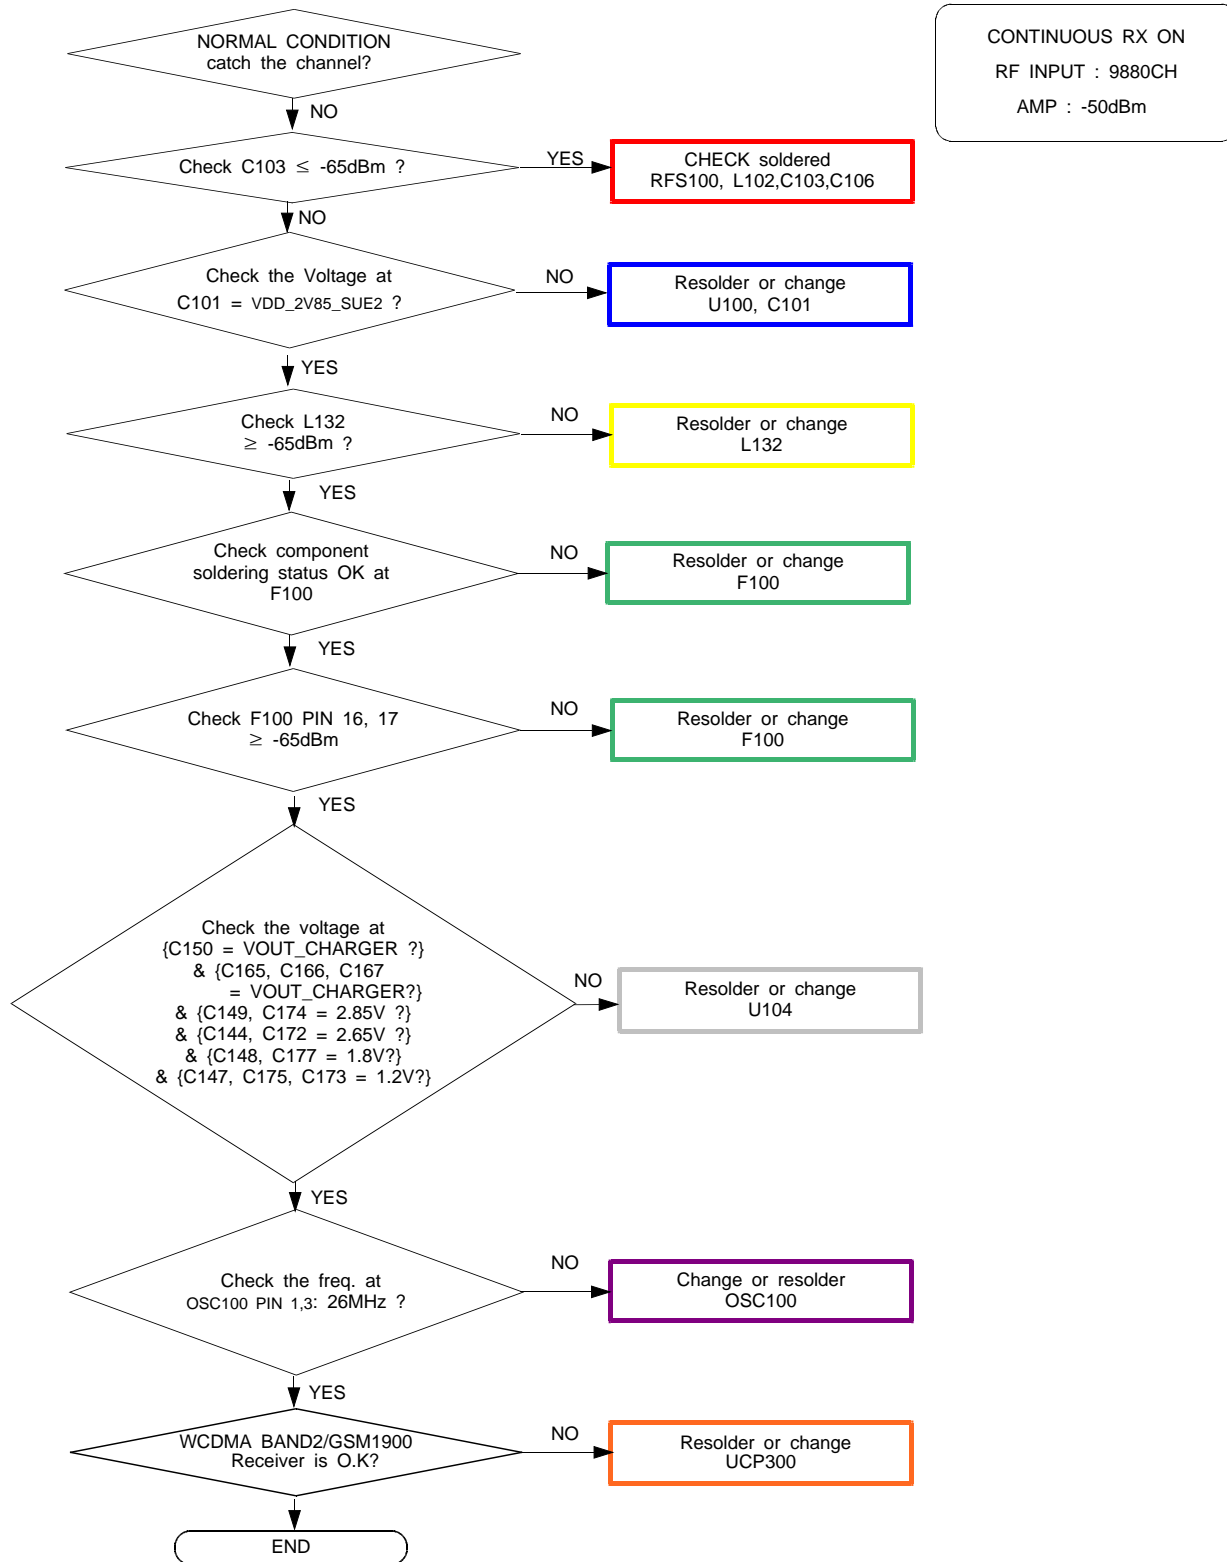 NORMAL CONDITION
catch the channel?
CONTINUOUS RX ON
RF INPUT : 9880CH
AMP : -50dBm
NO
Check C103 ≤ -65dBm ?
YES
CHECK soldered
RFS100, L102,C103,C106
NO
Check the Voltage at
C101 = VDD_2V85_SUE2 ?
NO
Resolder or change
U100, C101
YES
Check L132
≥ -65dBm ?
NO
Resolder or change
L132
YES
Check component
soldering status OK at
F100
NO
Resolder or change
F100
YES
Check F100 PIN 16, 17
≥ -65dBm
NO
Resolder or change
F100
YES
Check the voltage at
{C150 = VOUT_CHARGER ?}
& {C165, C166, C167
= VOUT_CHARGER?}
& {C149, C174 = 2.85V ?}
& {C144, C172 = 2.65V ?}
& {C148, C177 = 1.8V?}
& {C147, C175, C173 = 1.2V?}
NO
Resolder or change
U104
YES
Check the freq. at
OSC100 PIN 1,3: 26MHz ?
NO
Change or resolder
OSC100
YES
WCDMA BAND2/GSM1900
Receiver is O.K?
NO
Resolder or change
UCP300
END